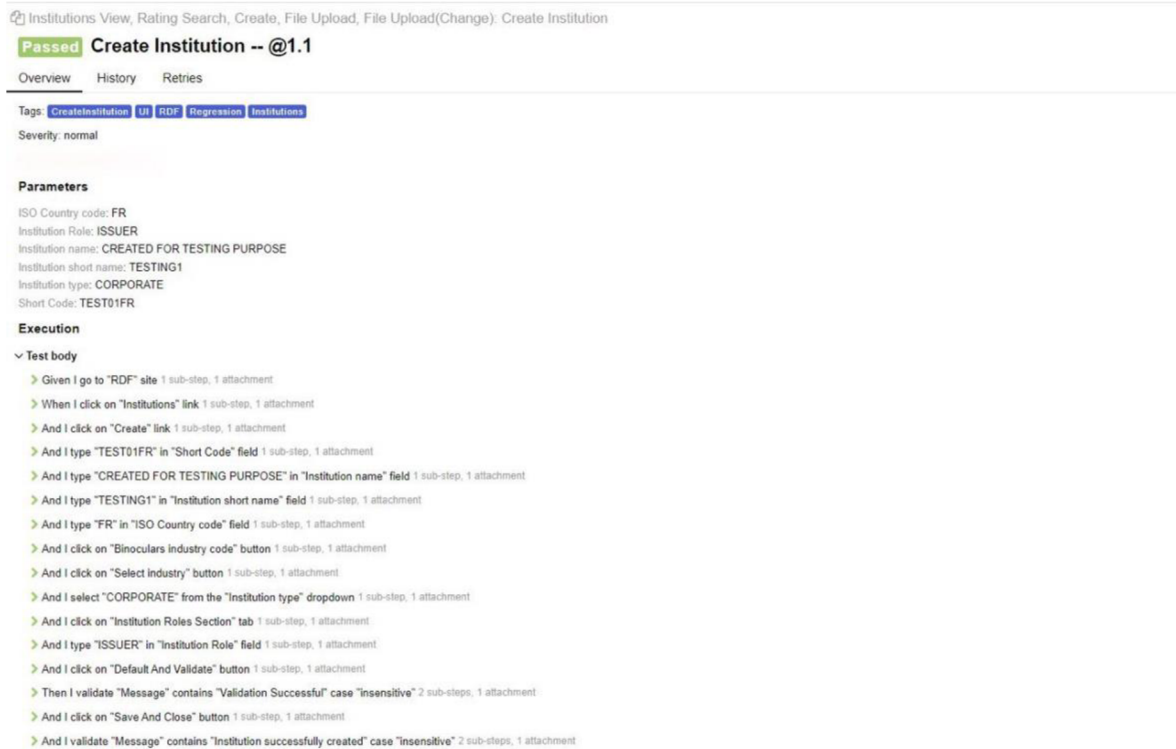 Institutions View, Rating Search, Create, File Upload, File Upload(Change): Create Institution
Passed Create Institution -- @1.1
Overview History Retries
Tags: CreateInstitution UI RDF Regression Institutions
Severity: normal
Parameters
ISO Country code: FR
Institution Role: ISSUER
Institution name: CREATED FOR TESTING PURPOSE
Institution short name: TESTING1
Institution type: CORPORATE
Short Code: TEST01FR
Execution
Test body
Given I go to "RDF" site 1 sub-step, 1 attachment
When I click on "Institutions" link 1 sub-step, 1 attachment
And I click on "Create" link 1 sub-step, 1 attachment
And I type "TEST01FR" in "Short Code" field 1 sub-step, 1 attachment
And I type "CREATED FOR TESTING PURPOSE" in "Institution name" field 1 sub-step, 1 attachment
And I type "TESTING1" in "Institution short name" field 1 sub-step, 1 attachment
And I type "FR" in "ISO Country code" field 1 sub-step, 1 attachment
And I click on "Binoculars industry code" button 1 sub-step, 1 attachment
And I click on "Select industry" button 1 sub-step, 1 attachment
And I select "CORPORATE" from the "Institution type" dropdown 1 sub-step, 1 attachment
And I click on "Institution Roles Section" tab 1 sub-step, 1 attachment
And I type "ISSUER" in "Institution Role" field 1 sub-step, 1 attachment
And I click on "Default And Validate" button 1 sub-step, 1 attachment
Then I validate "Message" contains "Validation Successful" case "insensitive" 2 sub-steps, 1 attachment
And I click on "Save And Close" button 1 sub-step, 1 attachment
And I validate "Message" contains "Institution successfully created" case "insensitive" 2 sub-steps, 1 attachment